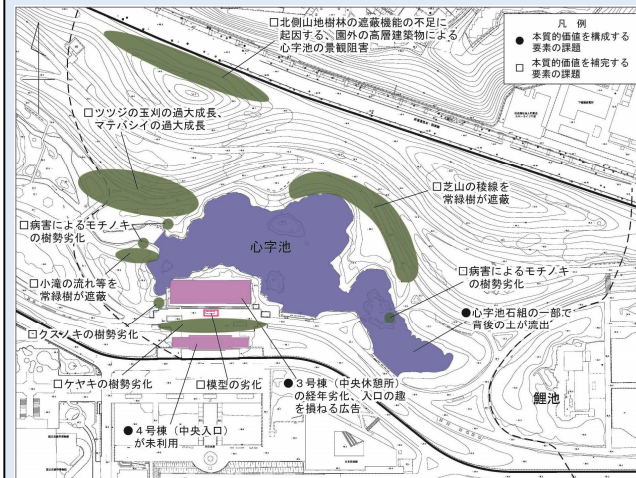 □北側山地樹林の遮蔽機能の不足に
起因する、園外の高層建築物による
心字池の景観阻害
凡 例
● 本質的価値を構成する
要素の課題
□ 本質的価値を補完する
要素の課題
□ツツジの玉刈の過大成長、
マテバシイの過大成長
□芝山の稜線を
常緑樹が遮蔽
□病害によるモチノキ
の樹勢劣化
心字池
□病害によるモチノキ
の樹勢劣化
□小滝の流れ等を
常緑樹が遮蔽
●心字池石組の一部で
背後の土が流出
□クスノキの樹勢劣化
□ケヤキの樹勢劣化
□模型の劣化
●3号棟（中央休憩所）
の経年劣化、入口の趣
を損ねる広告
鯉池
●4号棟（中央入口）
が未利用